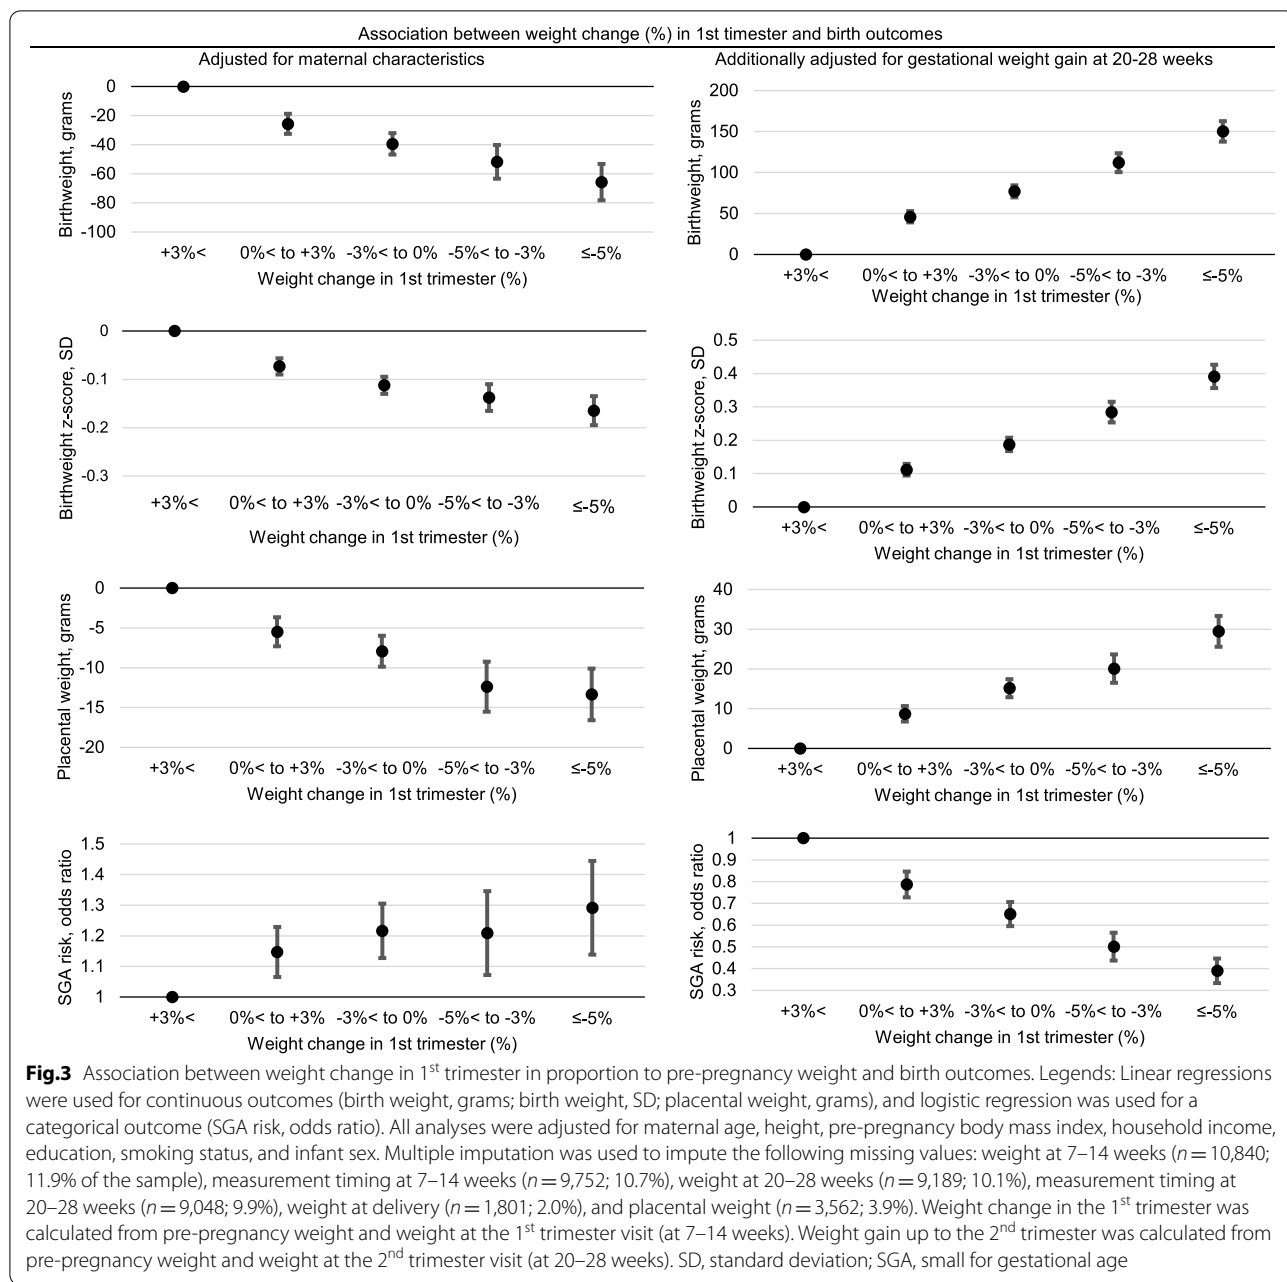 Association between weight change (%) in 1st timester and birth outcomes
Adjusted for maternal characteristics
Additionally adjusted for gestational weight gain at 20-28 weeks
Birthweight, grams
0
-20
-40
-60
-80
-100
+3%< 0%< to +3% -3%< to 0% -5%< to -3% ≤-5%
Weight change in 1st trimester (%)
Birthweight, grams
200
150
100
50
0
+3%< 0%< to +3% -3%< to 0% -5%< to -3% ≤-5%
Weight change in 1st trimester (%)
Birthweight z-score, SD
0
-0.1
-0.2
-0.3
+3%< 0%< to +3% -3%< to 0% -5%< to -3% ≤-5%
Weight change in 1st trimester (%)
Birthweight z-score, SD
0.5
0.4
0.3
0.2
0.1
0
+3%< 0%< to +3% -3%< to 0% -5%< to -3% ≤-5%
Weight change in 1st trimester (%)
Placental weight, grams
0
-5
-10
-15
-20
+3%< 0%< to +3% -3%< to 0% -5%< to -3% ≤-5%
Weight change in 1st trimester (%)
Placental weight, grams
40
30
20
10
0
+3%< 0%< to +3% -3%< to 0% -5%< to -3% ≤-5%
Weight change in 1st trimester (%)
SGA risk, odds ratio
1.5
1.4
1.3
1.2
1.1
1
+3%< 0%< to +3% -3%< to 0% -5%< to -3% ≤-5%
Weight change in 1st trimester (%)
SGA risk, odds ratio
1
0.9
0.8
0.7
0.6
0.5
0.4
0.3
+3%< 0%< to +3% -3%< to 0% -5%< to -3% ≤-5%
Weight change in 1st trimester (%)
Fig.3 Association between weight change in 1st trimester in proportion to pre-pregnancy weight and birth outcomes. Legends: Linear regressions
were used for continuous outcomes (birth weight, grams; birth weight, SD; placental weight, grams), and logistic regression was used for a
categorical outcome (SGA risk, odds ratio). All analyses were adjusted for maternal age, height, pre-pregnancy body mass index, household income,
education, smoking status, and infant sex. Multiple imputation was used to impute the following missing values: weight at 7–14 weeks (n = 10,840;
11.9% of the sample), measurement timing at 7–14 weeks (n = 9,752; 10.7%), weight at 20–28 weeks (n = 9,189; 10.1%), measurement timing at
20–28 weeks (n = 9,048; 9.9%), weight at delivery (n = 1,801; 2.0%), and placental weight (n = 3,562; 3.9%). Weight change in the 1st trimester was
calculated from pre-pregnancy weight and weight at the 1st trimester visit (at 7–14 weeks). Weight gain up to the 2nd trimester was calculated from
pre-pregnancy weight and weight at the 2nd trimester visit (at 20–28 weeks). SD, standard deviation; SGA, small for gestational age